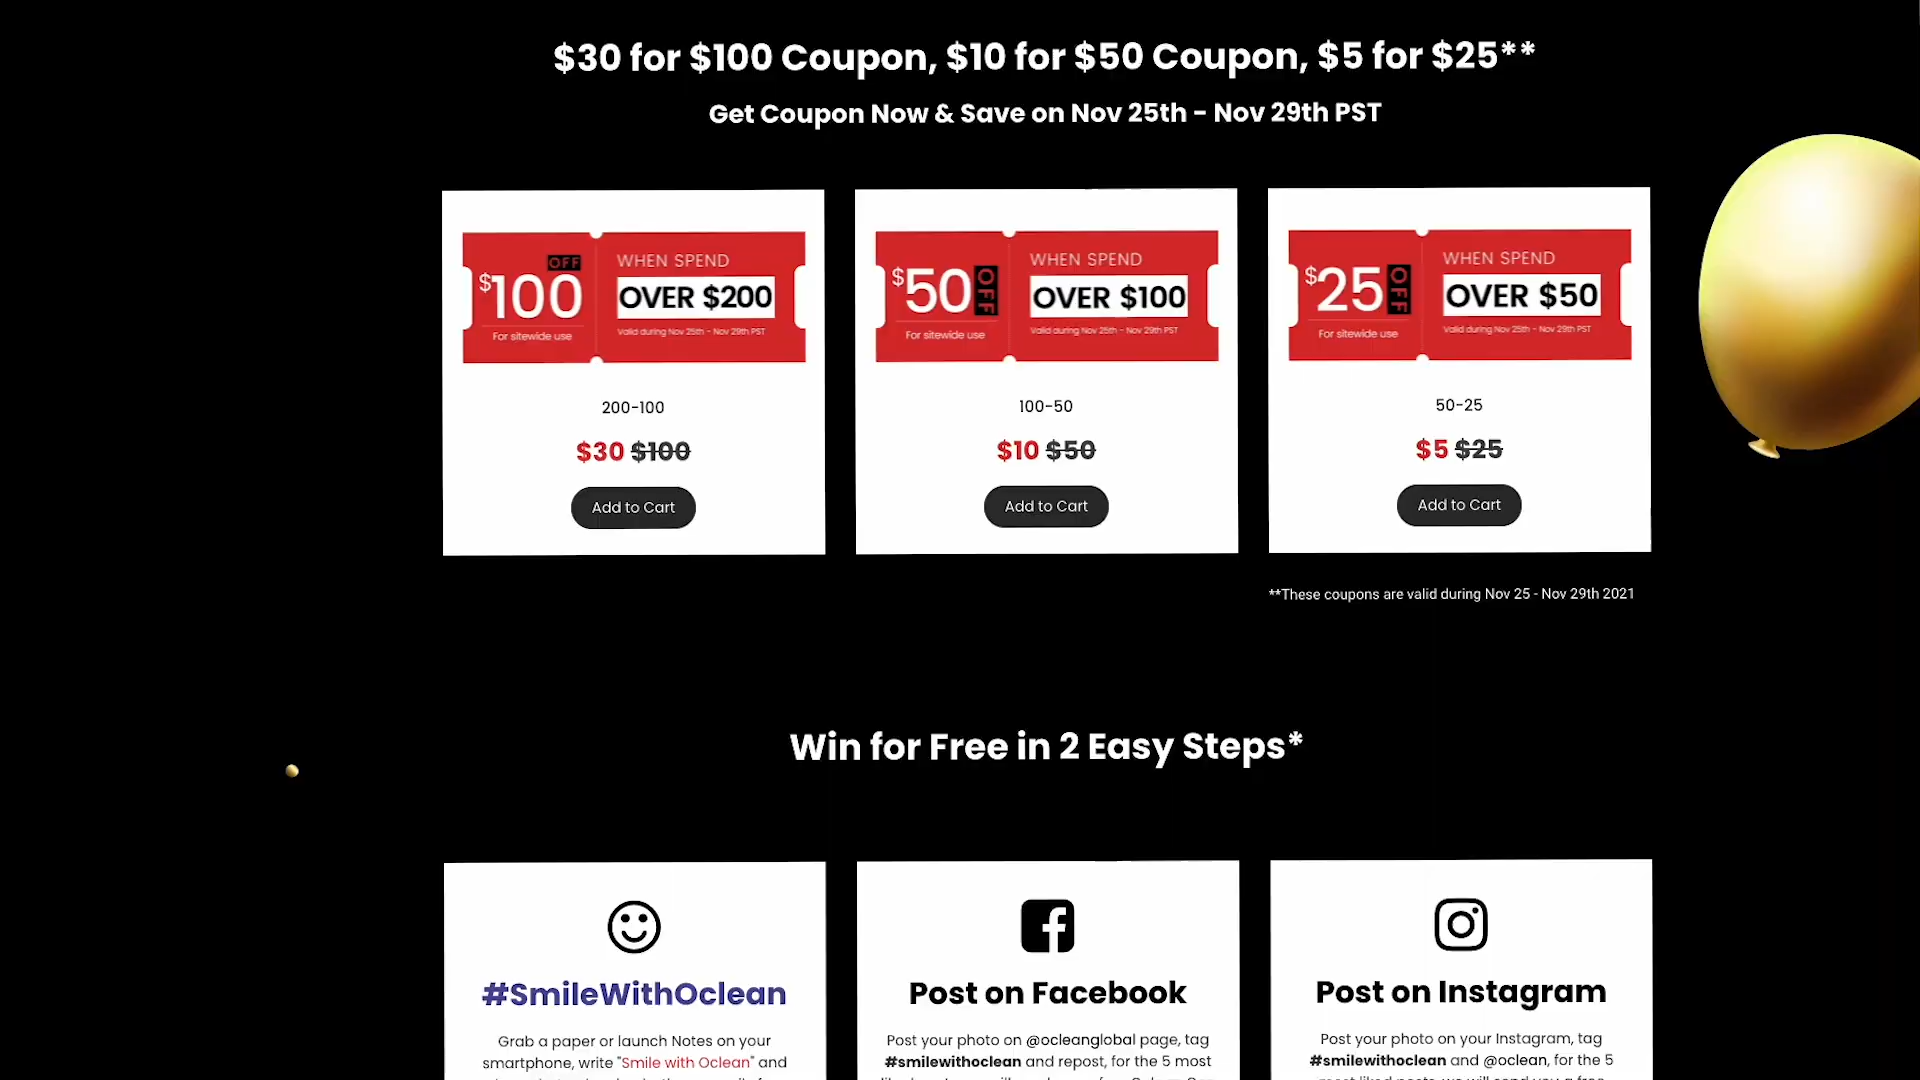 $30 for $100 Coupon, $10 for $50 Coupon, $5 for $25**
Get Coupon Now & Save on Nov 25th - Nov 29th PST
$100 OFF
For sitewide use
WHEN SPEND
OVER $200
Valid during Nov 25th - Nov 29th PST
200-100
$30 $100
Add to Cart
$50 OFF
For sitewide use
WHEN SPEND
OVER $100
Valid during Nov 25th - Nov 29th PST
100-50
$10 $50
Add to Cart
$25 OFF
For sitewide use
WHEN SPEND
OVER $50
Valid during Nov 25th - Nov 29th PST
50-25
$5 $25
Add to Cart
**These coupons are valid during Nov 25 - Nov 29th 2021
Win for Free in 2 Easy Steps*
#SmileWithOclean
Grab a paper or launch Notes on your
smartphone, write "Smile with Oclean" and
Post on Facebook
Post your photo on @ocleanglobal page, tag
#smilewithoclean and repost, for the 5 most
Post on Instagram
Post your photo on your Instagram, tag
#smilewithoclean and @oclean, for the 5